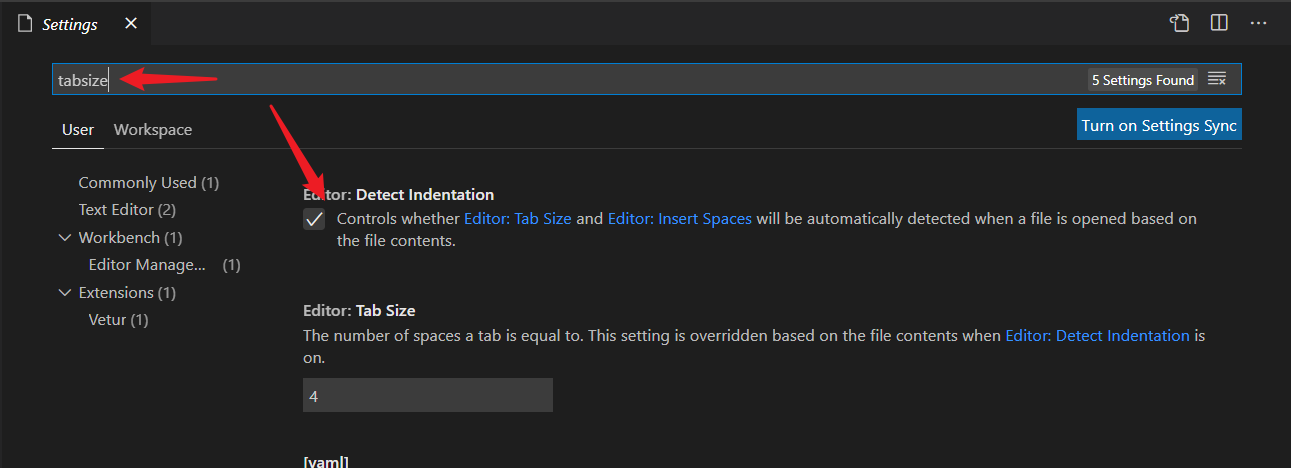 Settings
tabsize
5 Settings Found
User
Workspace
Turn on Settings Sync
Commonly Used (1)
Text Editor (2)
Workbench (1)
Editor Manage... (1)
Extensions (1)
Vetur (1)
Editor: Detect Indentation
Controls whether Editor: Tab Size and Editor: Insert Spaces will be automatically detected when a file is opened based on
the file contents.
Editor: Tab Size
The number of spaces a tab is equal to. This setting is overridden based on the file contents when Editor: Detect Indentation is
on.
4
[yaml]